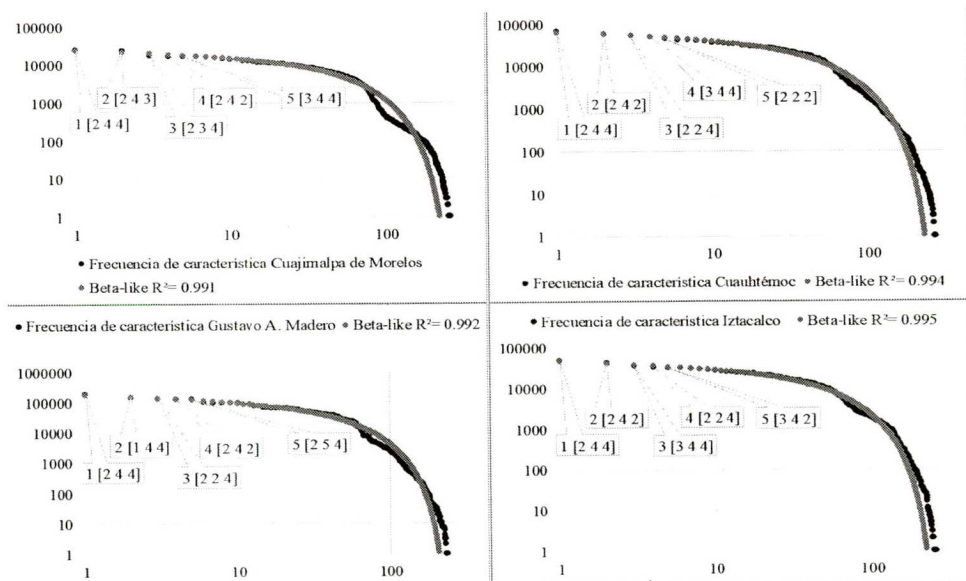 100000
10000
1000
100
10
1
2 [2 4 3]
4 [2 4 2]
5 [3 4 4]
1 [2 4 4]
3 [2 3 4]
1
10
100
• Frecuencia de característica Cuajimalpa de Morelos
• Beta-like R²= 0.991
100000
10000
1000
100
10
1
4 [3 4 4]
2 [2 4 2]
5 [2 2 2]
1 [2 4 4]
3 [2 2 4]
1
10
100
• Frecuencia de característica Cuauhtémoc • Beta-like R²= 0.994
• Frecuencia de característica Gustavo A. Madero • Beta-like R²= 0.992
1000000
100000
10000
1000
100
10
1
2 [1 4 4]
4 [2 4 2]
5 [2 5 4]
1 [2 4 4]
3 [2 2 4]
1
10
100
• Frecuencia de característica Iztacalco • Beta-like R²= 0.995
100000
10000
1000
100
10
1
2 [2 4 2]
4 [2 2 4]
5 [3 4 2]
1 [2 4 4]
3 [3 4 4]
1
10
100